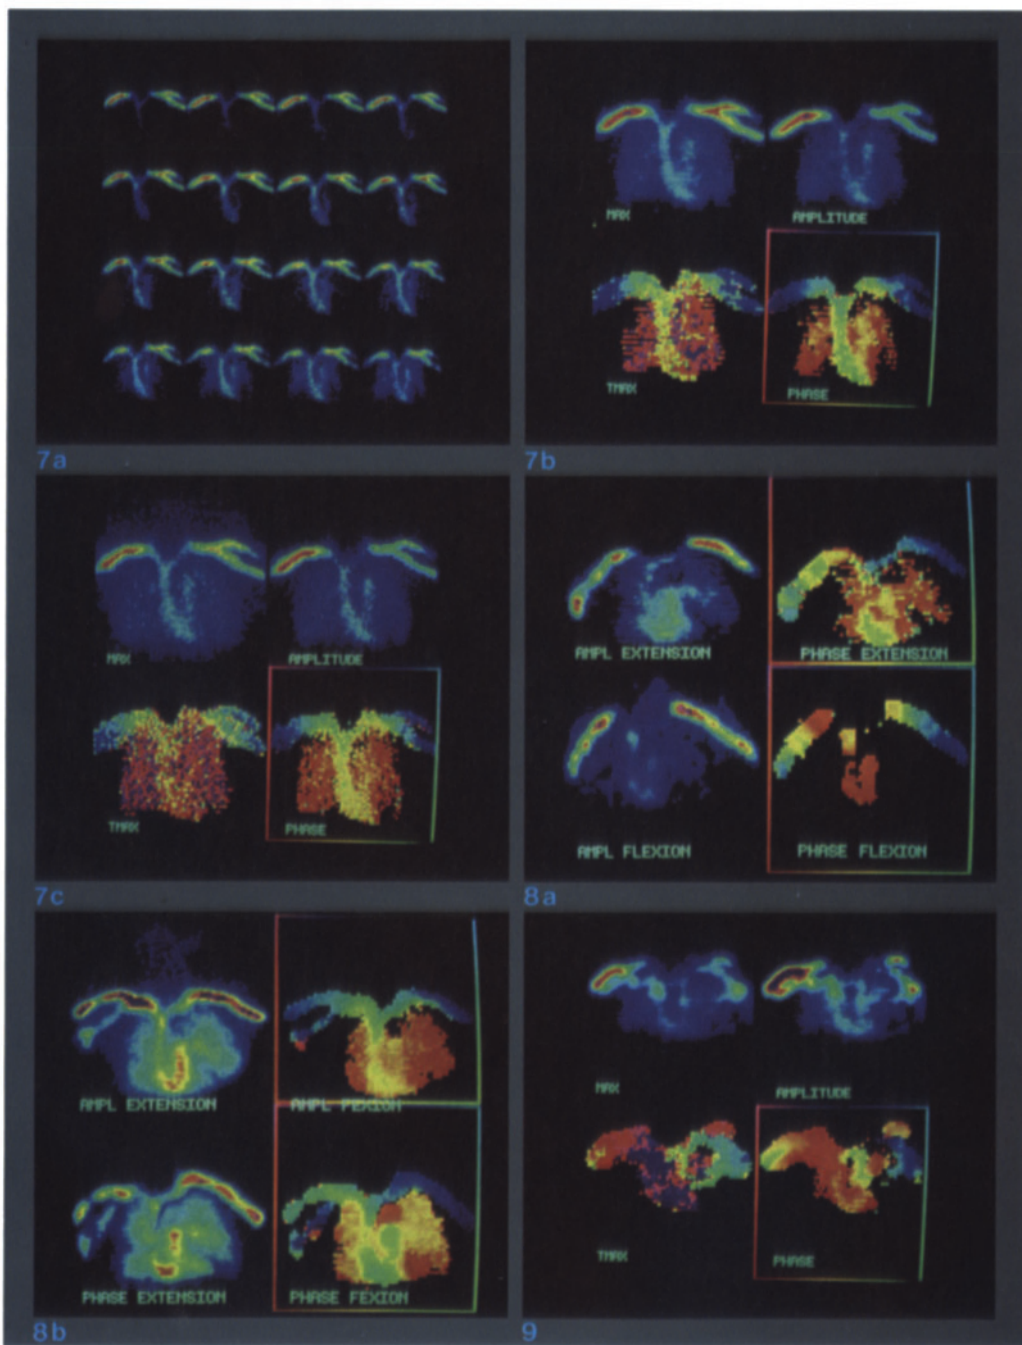 MAX
AMPLITUDE
TMAX
PHASE
7a
7b
MAX
AMPLITUDE
TMAX
PHASE
AMPL EXTENSION
PHASE EXTENSION
AMPL FLEXION
PHASE FLEXION
7c
8a
AMPL EXTENSION
AMPL FEXION
PHASE EXTENSION
PHASE FEXION
MAX
AMPLITUDE
TMAX
PHASE
8b
9